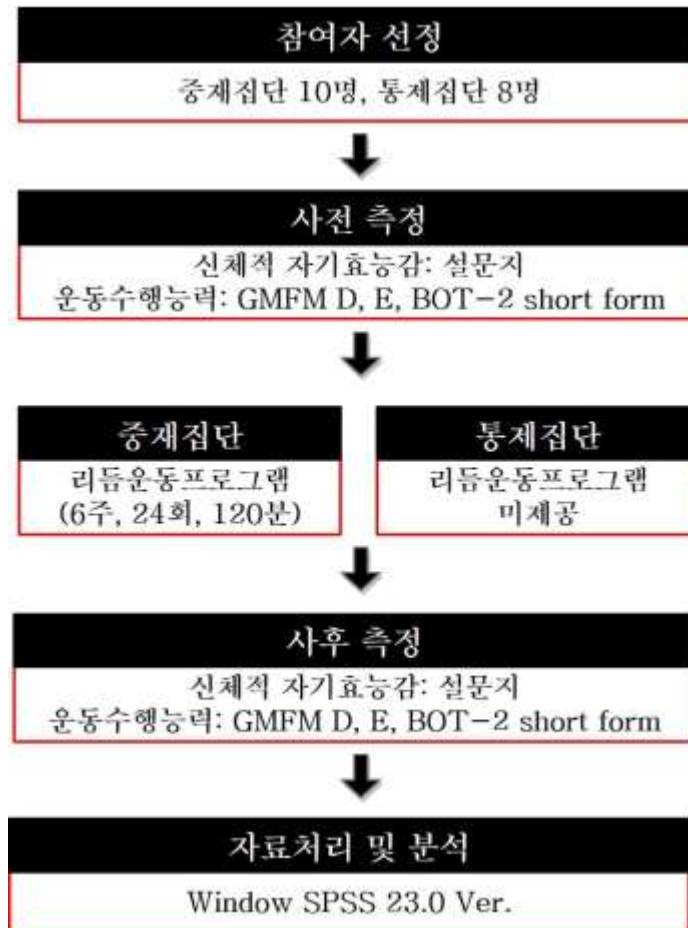 참여자 선정
중재집단 10명, 통제집단 8명
사전 측정
신체적 자기효능감: 설문지
운동수행능력: GMFM D, E, BOT-2 short form
중재집단
리듬운동프로그램
(6주, 24회, 120분)
통제집단
리듬운동프로그램
미제공
사후 측정
신체적 자기효능감: 설문지
운동수행능력: GMFM D, E, BOT-2 short form
자료처리 및 분석
Window SPSS 23.0 Ver.